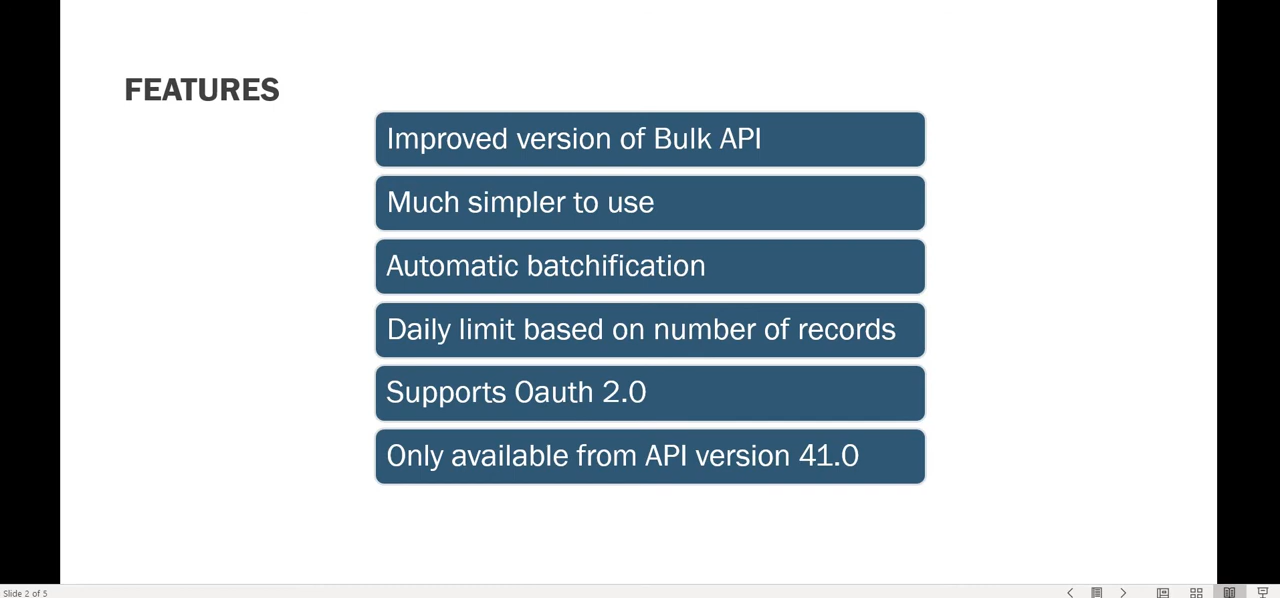 FEATURES
Improved version of Bulk API
Much simpler to use
Automatic batchification
Daily limit based on number of records
Supports Oauth 2.0
Only available from API version 41.0
Slide 2 of 5